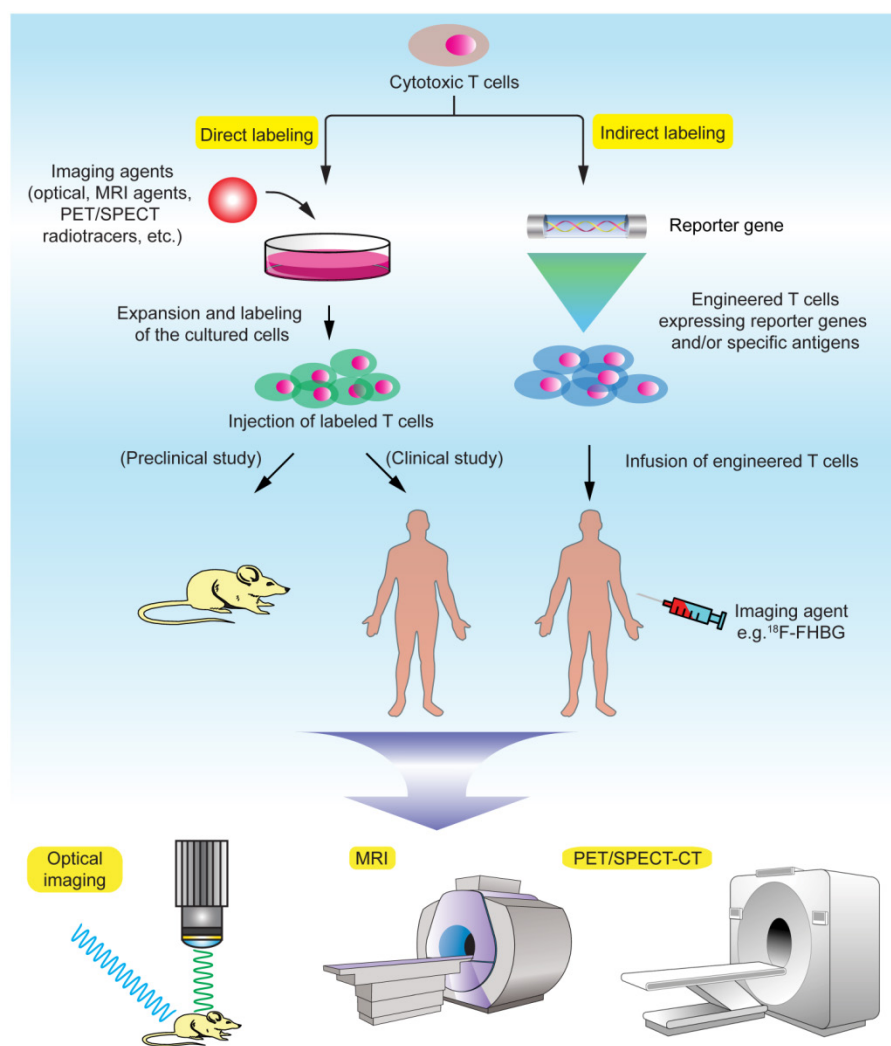 Cytotoxic T cells
Direct labeling
Indirect labeling
Imaging agents
(optical, MRI agents,
PET/SPECT
radiotracers, etc.)
Reporter gene
Expansion and labeling
of the cultured cells
Engineered T cells
expressing reporter genes
and/or specific antigens
Injection of labeled T cells
(Preclinical study)
(Clinical study)
Infusion of engineered T cells
Imaging agent
e.g.¹⁸F-FHBG
Optical
imaging
MRI
PET/SPECT-CT